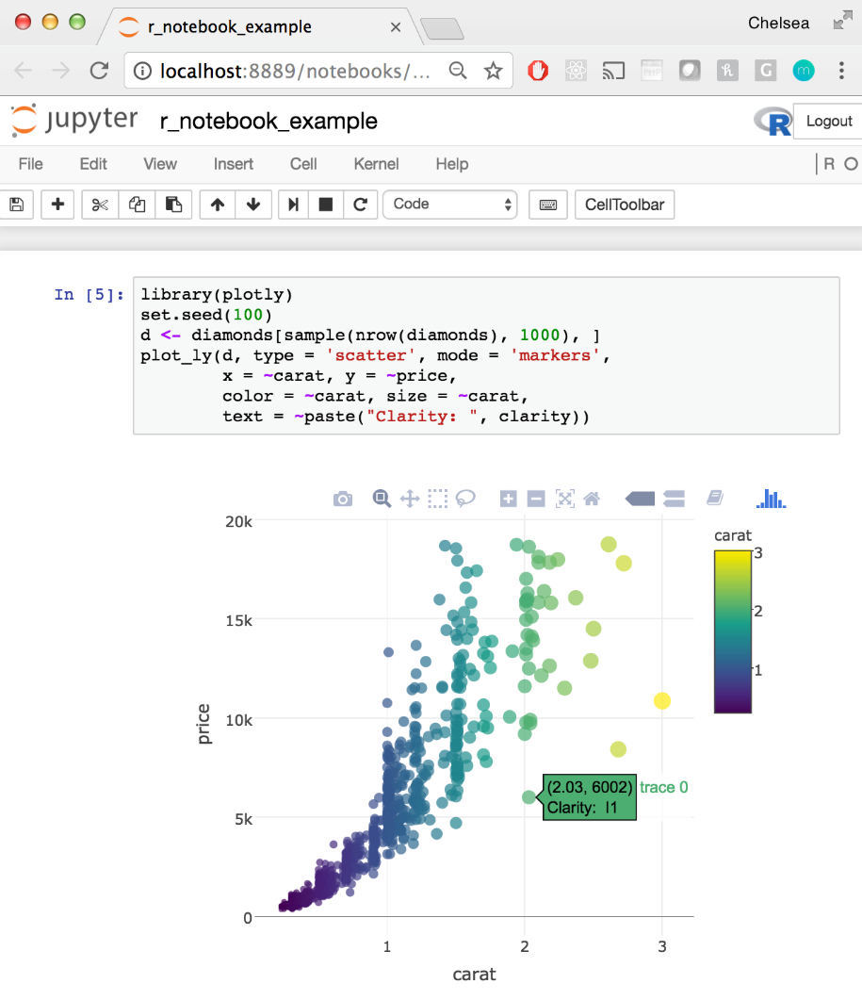 r_notebook_example ×
Chelsea
localhost:8889/notebooks/...
jupyter r_notebook_example
R Logout
File Edit View Insert Cell Kernel Help R
Code CellToolbar
In [5]: library(plotly)
set.seed(100)
d <- diamonds[sample(nrow(diamonds), 1000), ]
plot_ly(d, type = 'scatter', mode = 'markers',
x = ~carat, y = ~price,
color = ~carat, size = ~carat,
text = ~paste("Clarity: ", clarity))
20k
15k
10k
5k
0
price
1 2 3
carat
(2.03, 6002) trace 0
Clarity: I1
carat
3
2
1